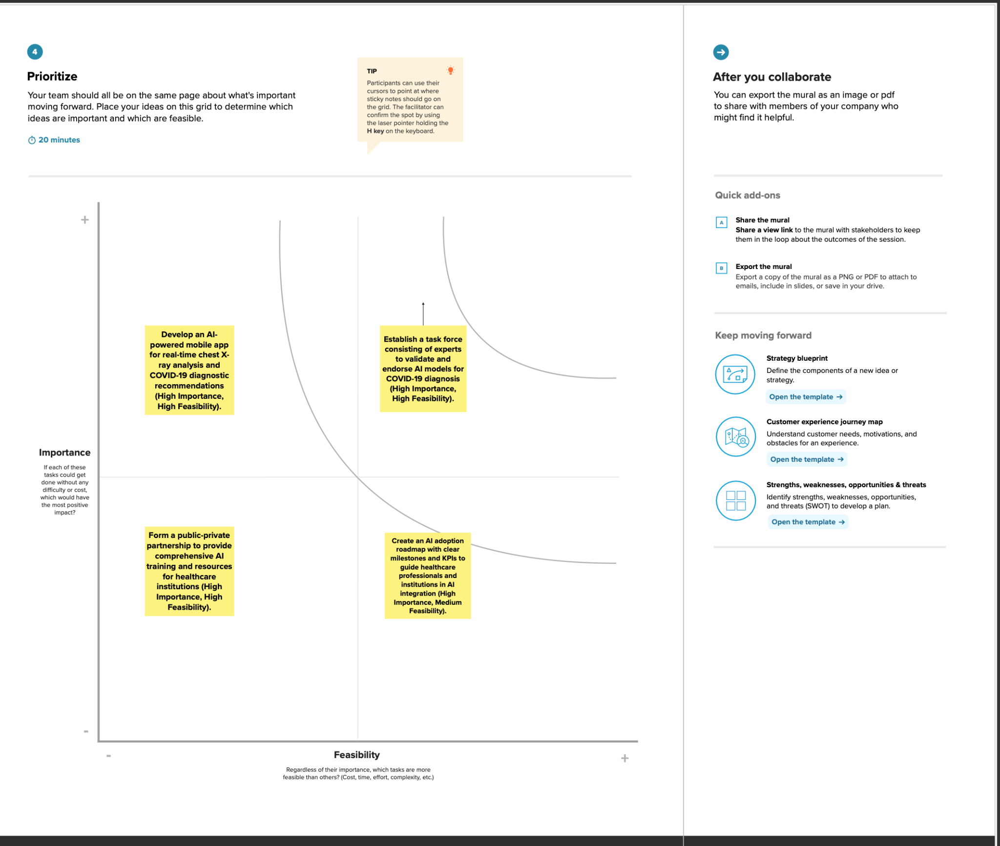 4
Prioritize
Your team should all be on the same page about what's important
moving forward. Place your ideas on this grid to determine which
ideas are important and which are feasible.
20 minutes
TIP
Participants can use their
cursors to point at where
sticky notes should go on
the grid. The facilitator can
confirm the spot by using
the laser pointer holding the
H key on the keyboard.
+
Develop an AI-
powered mobile app
for real-time chest X-
ray analysis and
COVID-19 diagnostic
recommendations
(High Importance,
High Feasibility).
Establish a task force
consisting of experts
to validate and
endorse AI models for
COVID-19 diagnosis
(High Importance,
High Feasibility).
Importance
If each of these
tasks could get
done without any
difficulty or cost,
which would have
the most positive
impact?
Form a public-private
partnership to provide
comprehensive AI
training and resources
for healthcare
institutions (High
Importance, High
Feasibility).
Create an AI adoption
roadmap with clear
milestones and KPIs to
guide healthcare
professionals and
institutions in AI
integration (High
Importance, Medium
Feasibility).
-
-
Feasibility
+
Regardless of their importance, which tasks are more
feasible than others? (Cost, time, effort, complexity, etc.)
After you collaborate
You can export the mural as an image or pdf
to share with members of your company who
might find it helpful.
Quick add-ons
A
Share the mural
Share a view link to the mural with stakeholders to keep
them in the loop about the outcomes of the session.
B
Export the mural
Export a copy of the mural as a PNG or PDF to attach to
emails, include in slides, or save in your drive.
Keep moving forward
Strategy blueprint
Define the components of a new idea or
strategy.
Open the template →
Customer experience journey map
Understand customer needs, motivations, and
obstacles for an experience.
Open the template →
Strengths, weaknesses, opportunities & threats
Identify strengths, weaknesses, opportunities,
and threats (SWOT) to develop a plan.
Open the template →